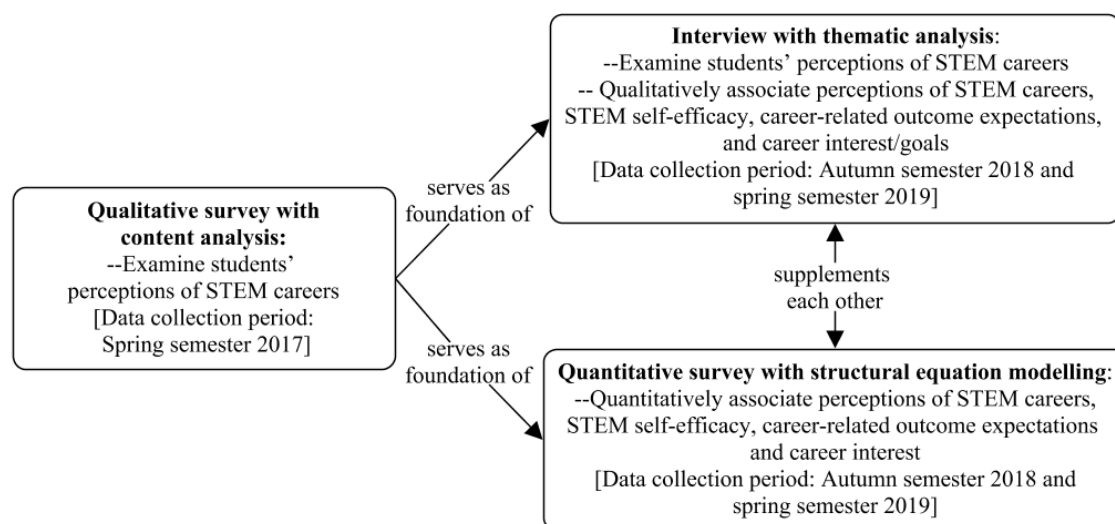 Qualitative survey with
content analysis:
--Examine students’
perceptions of STEM careers
[Data collection period:
Spring semester 2017]
serves as
foundation of
serves as
foundation of
Interview with thematic analysis:
--Examine students’ perceptions of STEM careers
-- Qualitatively associate perceptions of STEM careers,
STEM self-efficacy, career-related outcome expectations,
and career interest/goals
[Data collection period: Autumn semester 2018 and
spring semester 2019]
supplements
each other
Quantitative survey with structural equation modelling:
--Quantitatively associate perceptions of STEM careers,
STEM self-efficacy, career-related outcome expectations
and career interest
[Data collection period: Autumn semester 2018 and
spring semester 2019]